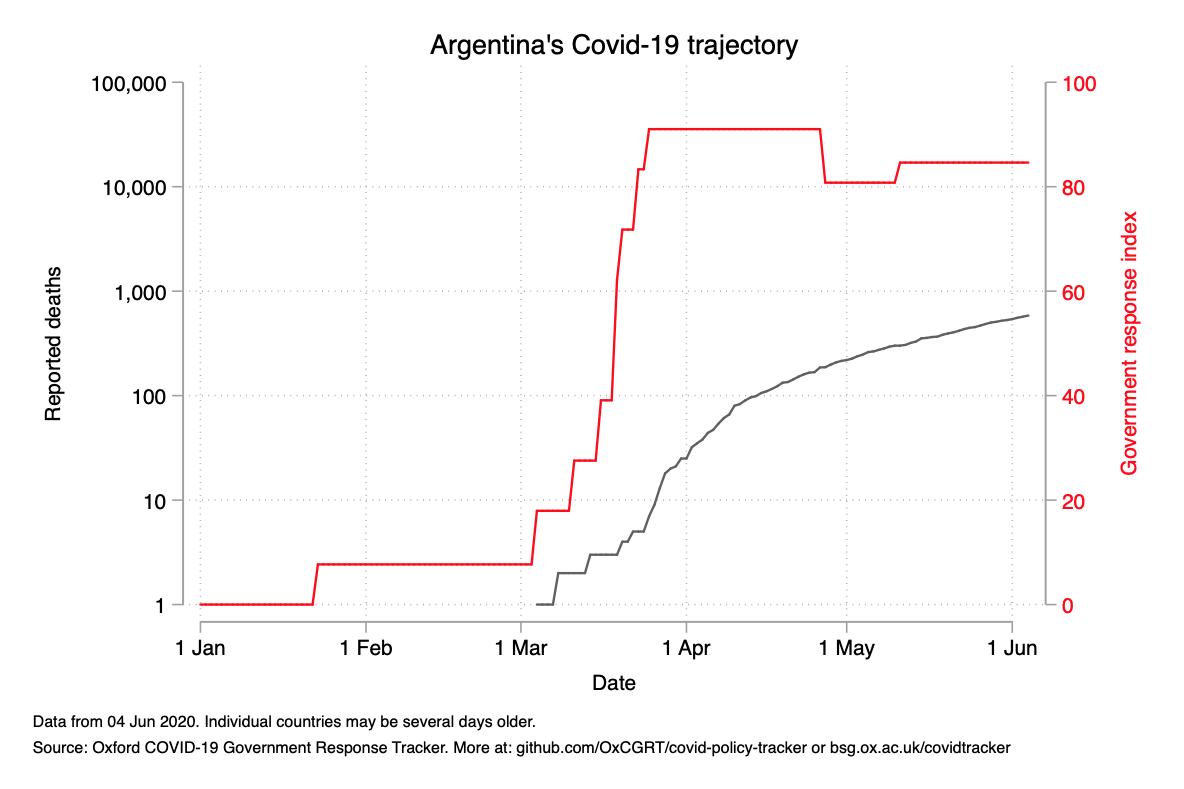 Argentina's Covid-19 trajectory
100,000
10,000
1,000
100
10
1
Reported deaths
100
80
60
40
20
0
Government response index
1 Jan
1 Feb
1 Mar
1 Apr
1 May
1 Jun
Date
Data from 04 Jun 2020. Individual countries may be several days older.
Source: Oxford COVID-19 Government Response Tracker. More at: github.com/OxCGRT/covid-policy-tracker or bsg.ox.ac.uk/covidtracker